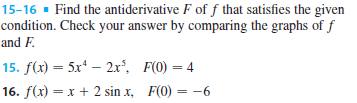 15–16 ▪ Find the antiderivative F of f that satisfies the given
condition. Check your answer by comparing the graphs of f
and F.
15. f(x) = 5x⁴ − 2x⁵, F(0) = 4
16. f(x) = x + 2 sin x, F(0) = −6